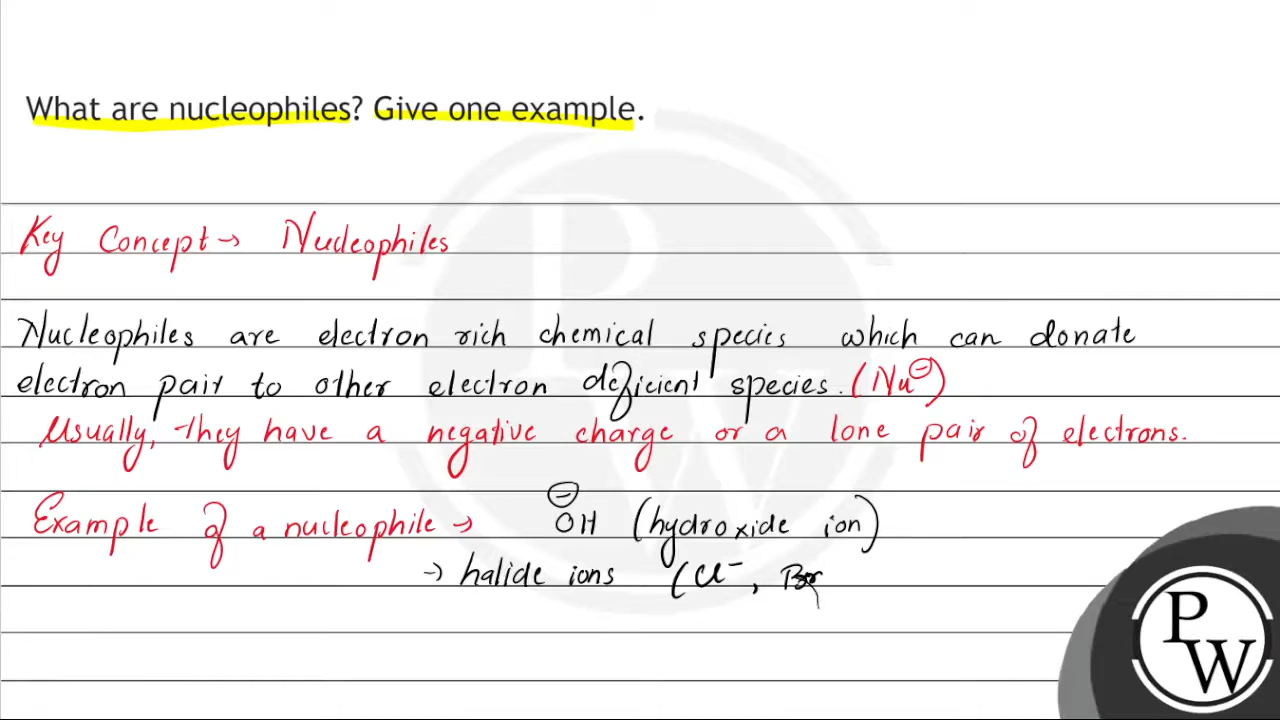 What are nucleophiles? Give one example.
Key Concept → Nucleophiles
Nucleophiles are electron rich chemical species which can donate
electron pair to other electron deficient species. (Nu⊖)
Usually, they have a negative charge or a lone pair of electrons.
Example of a nucleophile → ⊖OH (hydroxide ion)
→ halide ions (Cl⁻, Br
P
W